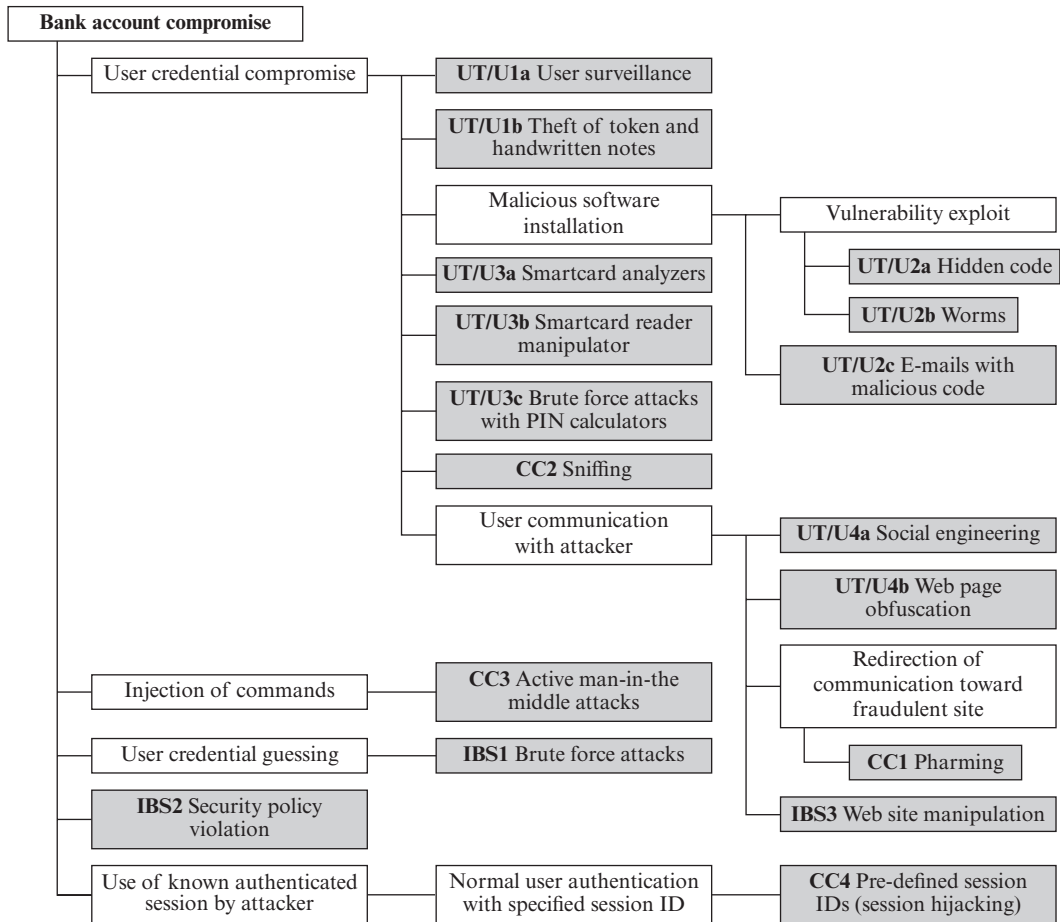 Bank account compromise
User credential compromise
UT/U1a User surveillance
UT/U1b Theft of token and
handwritten notes
Malicious software
installation
Vulnerability exploit
UT/U2a Hidden code
UT/U2b Worms
UT/U2c E-mails with
malicious code
UT/U3a Smartcard analyzers
UT/U3b Smartcard reader
manipulator
UT/U3c Brute force attacks
with PIN calculators
CC2 Sniffing
User communication
with attacker
UT/U4a Social engineering
UT/U4b Web page
obfuscation
Redirection of
communication toward
fraudulent site
CC1 Pharming
IBS3 Web site manipulation
Injection of commands
CC3 Active man-in-the
middle attacks
User credential guessing
IBS1 Brute force attacks
IBS2 Security policy
violation
Use of known authenticated
session by attacker
Normal user authentication
with specified session ID
CC4 Pre-defined session
IDs (session hijacking)